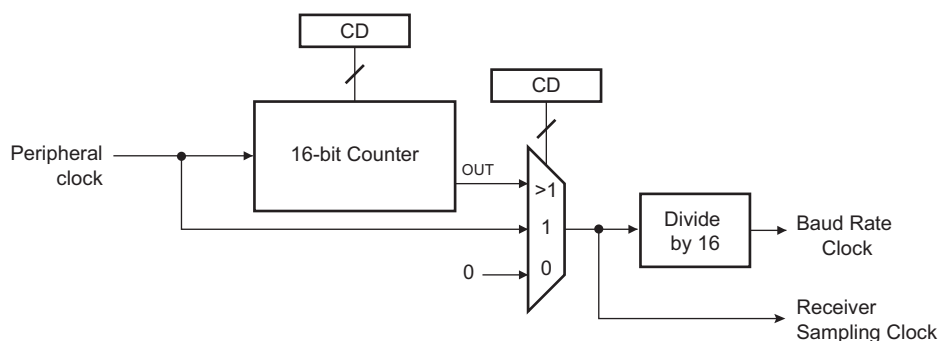 CD
CD
Peripheral
clock
16-bit Counter
OUT
>1
1
0
0
Divide
by 16
Baud Rate
Clock
Receiver
Sampling Clock